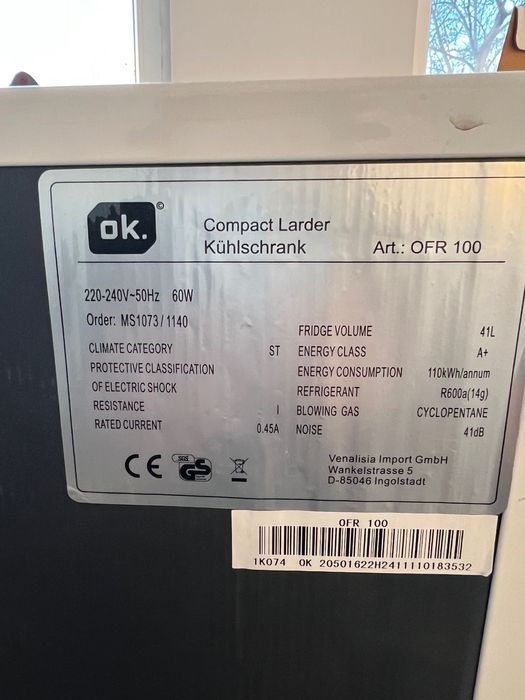 ok.©
Compact Larder
Kühlschrank Art.: OFR 100
220-240V~50Hz 60W
Order: MS1073/1140
CLIMATE CATEGORY ST
PROTECTIVE CLASSIFICATION
OF ELECTRIC SHOCK
RESISTANCE I
RATED CURRENT 0.45A
FRIDGE VOLUME 41L
ENERGY CLASS A+
ENERGY CONSUMPTION 110kWh/annum
REFRIGERANT R600a(14g)
BLOWING GAS CYCLOPENTANE
NOISE 41dB
CE SGS GS
Venalisia Import GmbH
Wankelstrasse 5
D-85046 Ingolstadt
OFR 100
1K074 OK 20501622H2411110183532